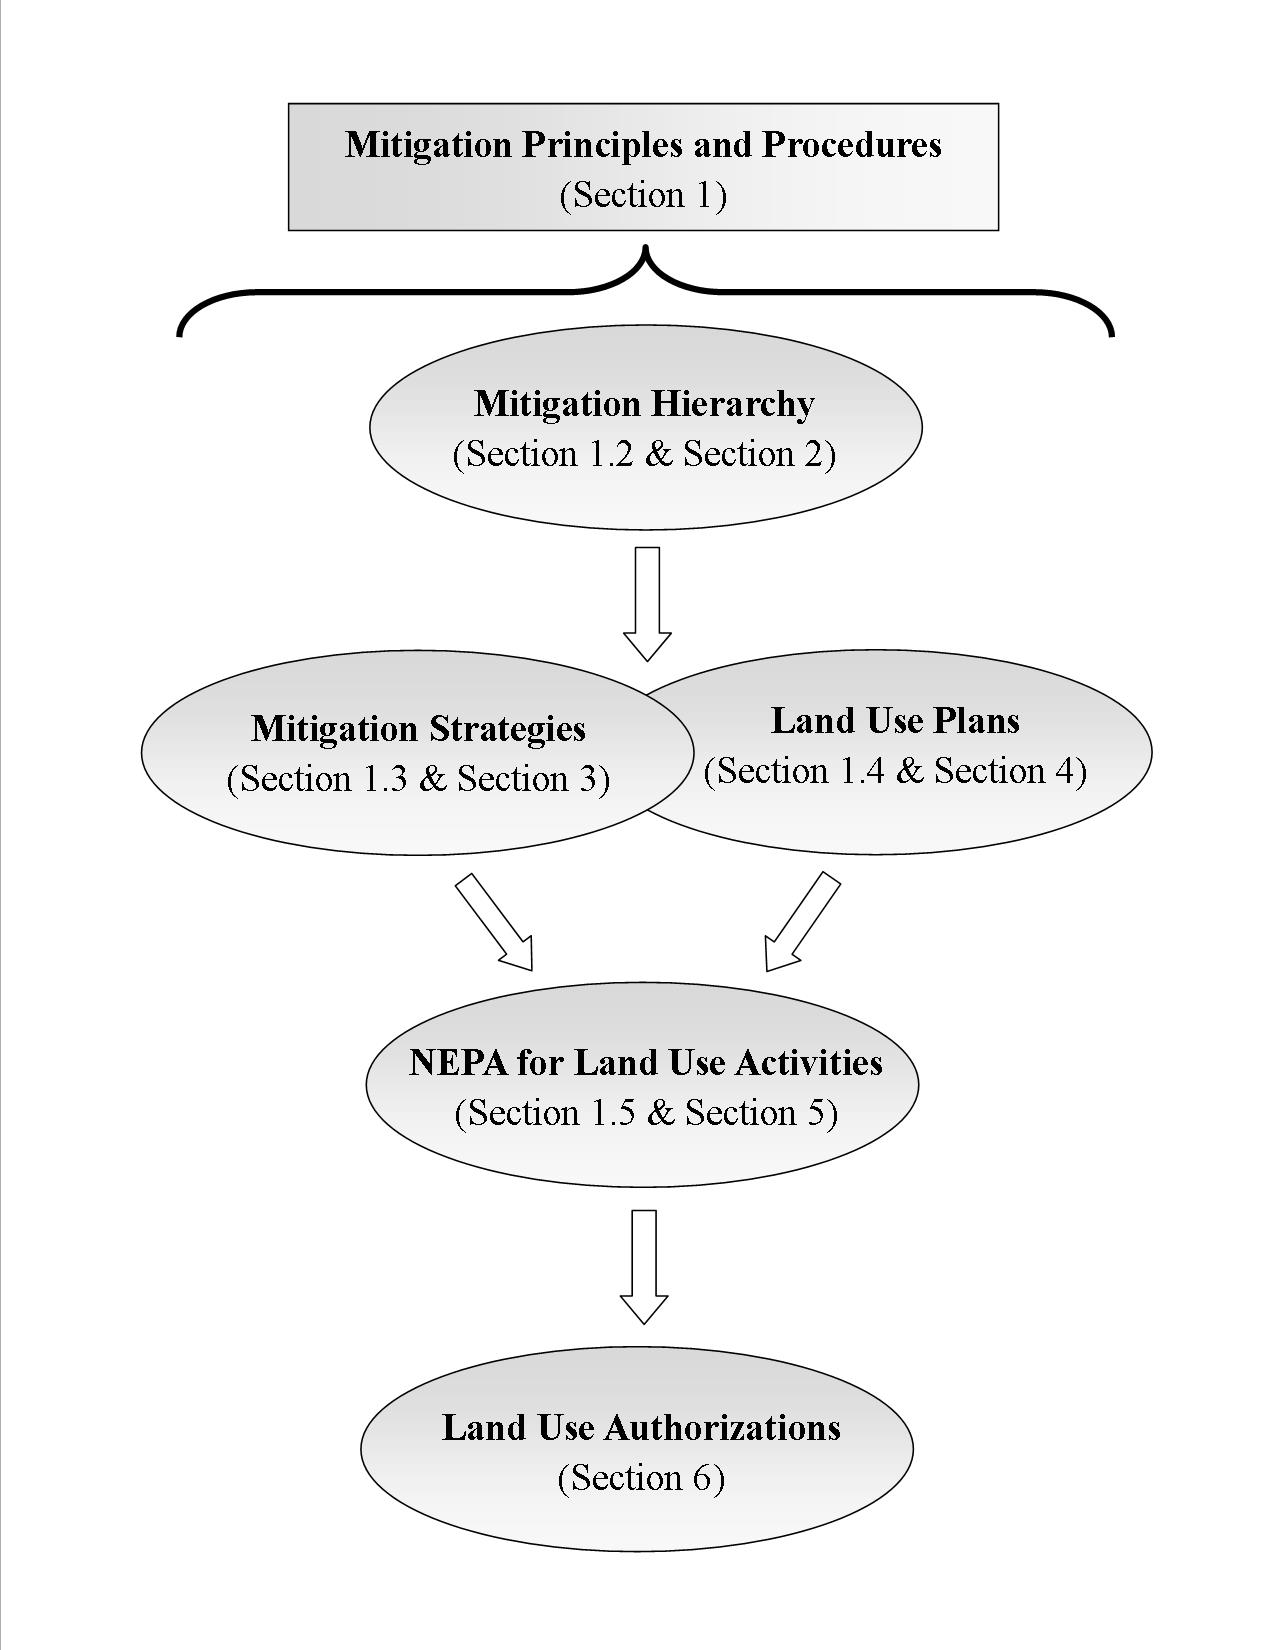 Mitigation Principles and Procedures
(Section 1)
Mitigation Hierarchy
(Section 1.2 & Section 2)
Mitigation Strategies
(Section 1.3 & Section 3)
Land Use Plans
(Section 1.4 & Section 4)
NEPA for Land Use Activities
(Section 1.5 & Section 5)
Land Use Authorizations
(Section 6)